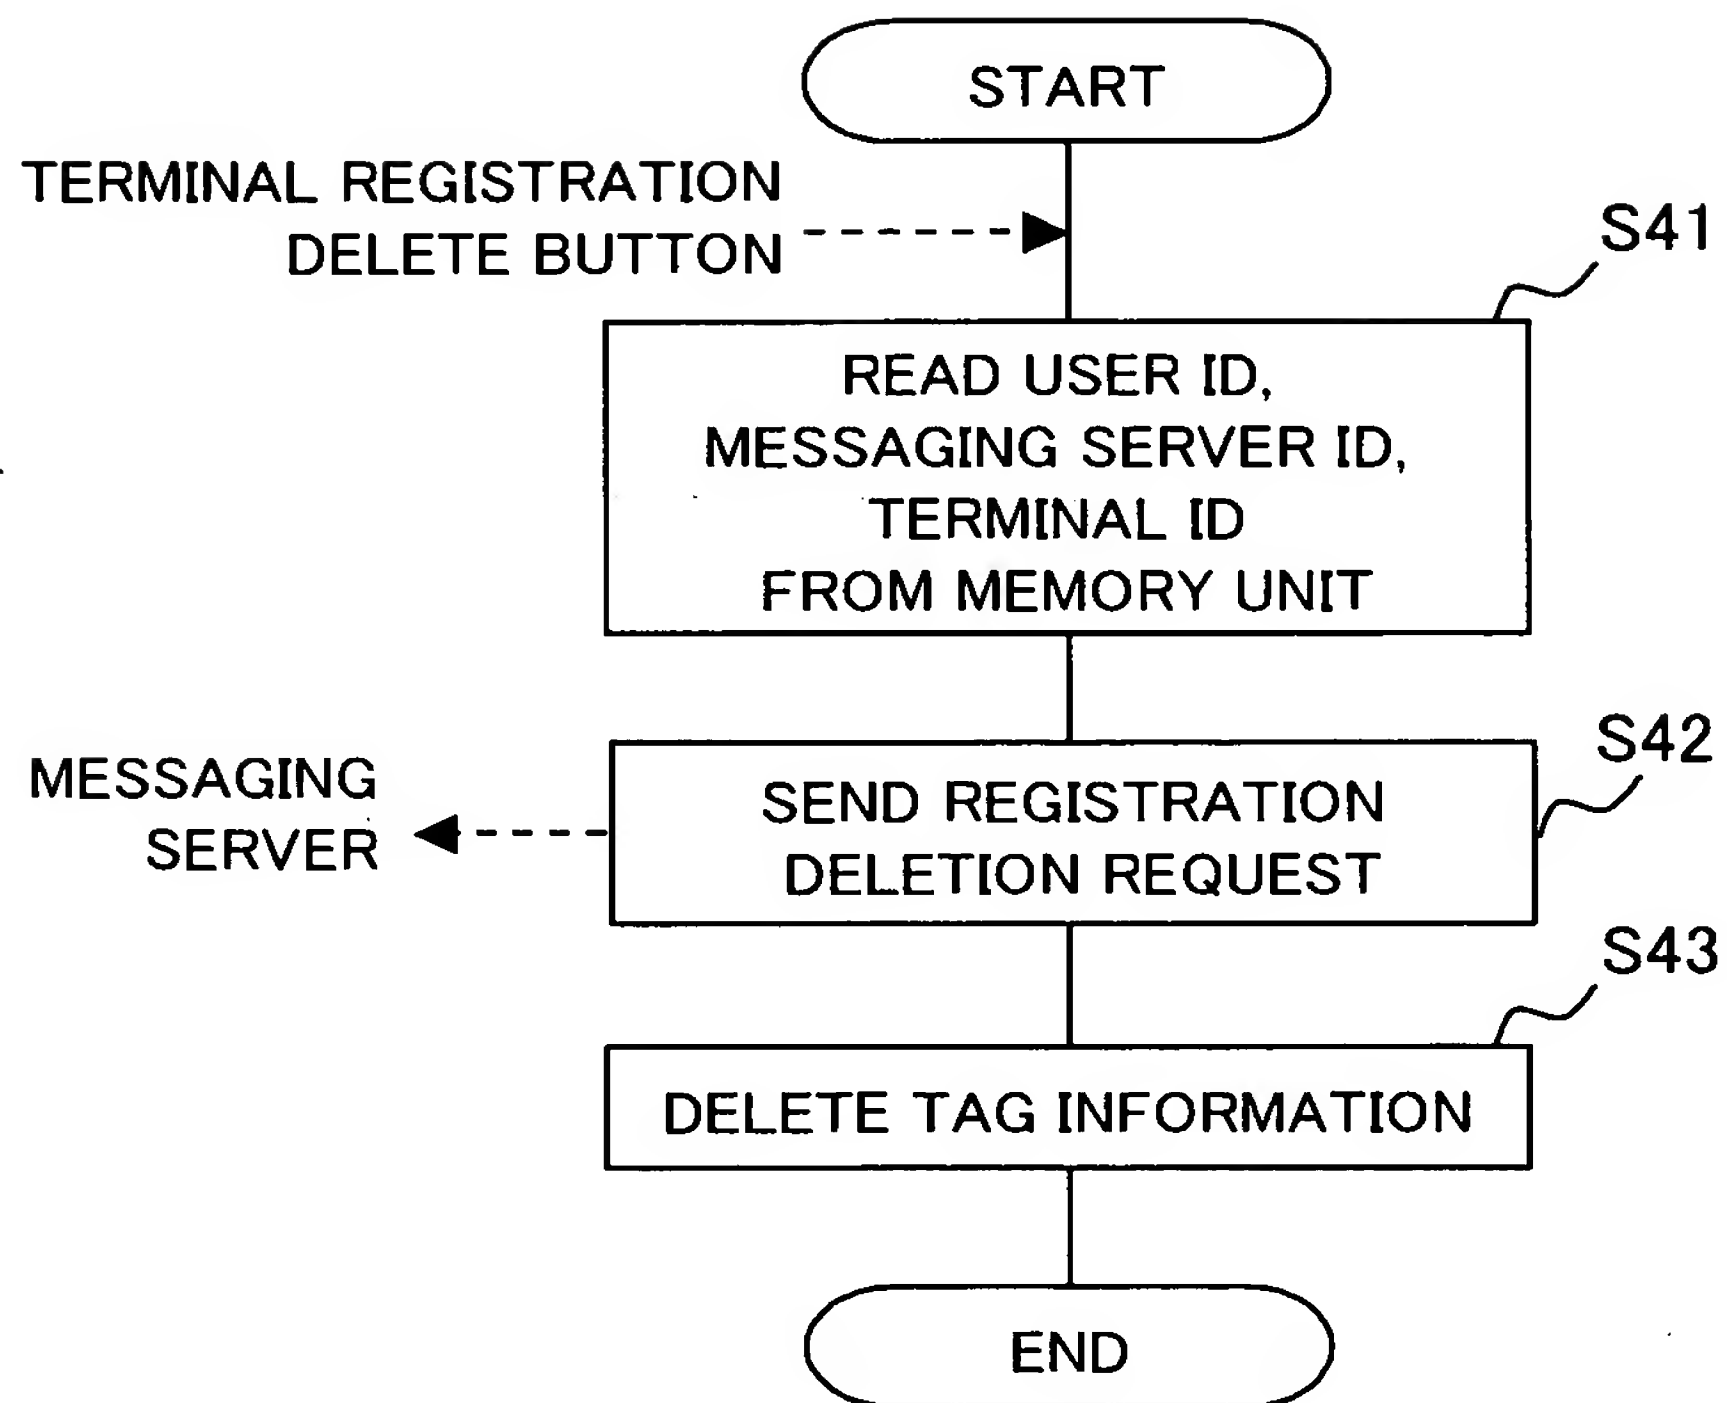 START
TERMINAL REGISTRATION
DELETE BUTTON
S41
READ USER ID,
MESSAGING SERVER ID,
TERMINAL ID
FROM MEMORY UNIT
S42
MESSAGING
SERVER
SEND REGISTRATION
DELETION REQUEST
S43
DELETE TAG INFORMATION
END